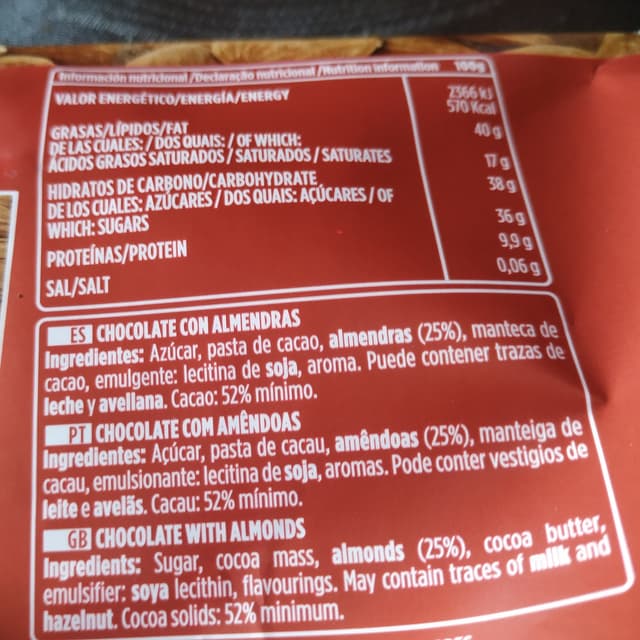 Información nutricional /Declaração nutricional /Nutrition information 100g
VALOR ENERGÉTICO/ENERGÍA/ENERGY 2366 kJ
570 Kcal
GRASAS/LÍPIDOS/FAT 40 g
DE LAS CUALES: / DOS QUAIS: / OF WHICH:
ÁCIDOS GRASOS SATURADOS / SATURADOS / SATURATES 17 g
HIDRATOS DE CARBONO/CARBOHYDRATE 38 g
DE LOS CUALES: AZÚCARES / DOS QUAIS: AÇÚCARES / OF
WHICH: SUGARS 36 g
PROTEÍNAS/PROTEIN 9,9 g
SAL/SALT 0,06 g
ES CHOCOLATE CON ALMENDRAS
Ingredientes: Azúcar, pasta de cacao, almendras (25%), manteca de
cacao, emulgente: lecitina de soja, aroma. Puede contener trazas de
leche y avellana. Cacao: 52% mínimo.
PT CHOCOLATE COM AMÊNDOAS
Ingredientes: Açúcar, pasta de cacau, amêndoas (25%), manteiga de
cacau, emulsionante: lecitina de soja, aromas. Pode conter vestigios de
leite e avelãs. Cacau: 52% mínimo.
GB CHOCOLATE WITH ALMONDS
Ingredients: Sugar, cocoa mass, almonds (25%), cocoa butter,
emulsifier: soya lecithin, flavourings. May contain traces of milk and
hazelnut. Cocoa solids: 52% minimum.